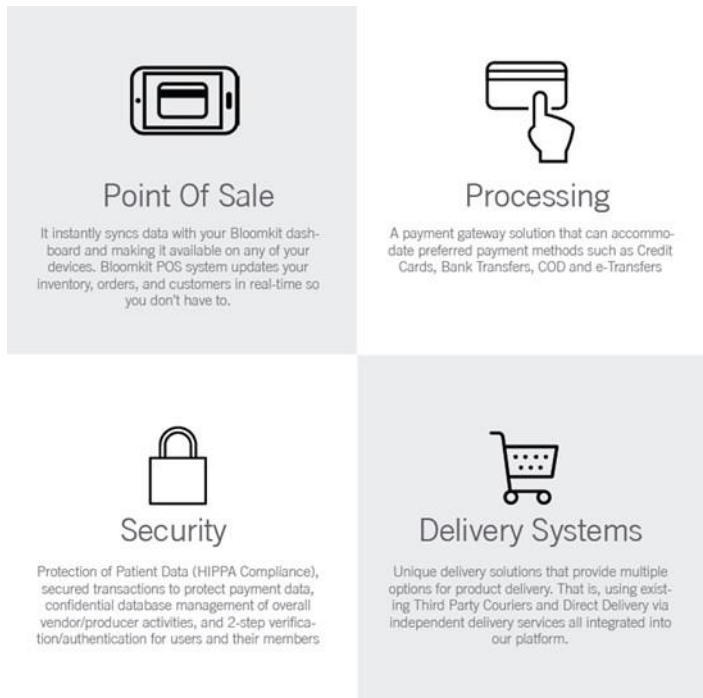 Point Of Sale
It instantly syncs data with your Bloomkit dash-
board and making it available on any of your
devices. Bloomkit POS system updates your
inventory, orders, and customers in real-time so
you don't have to.
Processing
A payment gateway solution that can accommo-
date preferred payment methods such as Credit
Cards, Bank Transfers, COD and e-Transfers
Security
Protection of Patient Data (HIPPA Compliance),
secured transactions to protect payment data,
confidential database management of overall
vendor/producer activities, and 2-step verifica-
tion/authentication for users and their members
Delivery Systems
Unique delivery solutions that provide multiple
options for product delivery. That is, using exist-
ing Third Party Couriers and Direct Delivery via
independent delivery services all integrated into
our platform.